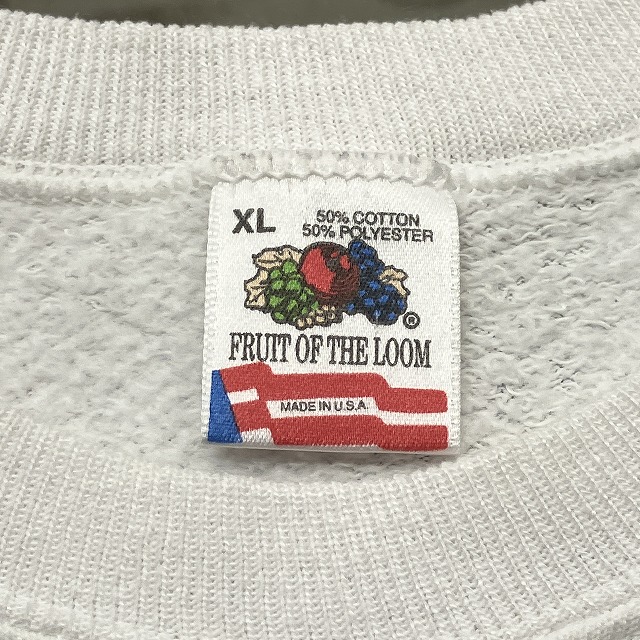 XL
50% COTTON
50% POLYESTER
®
FRUIT OF THE LOOM
MADE IN U.S.A.